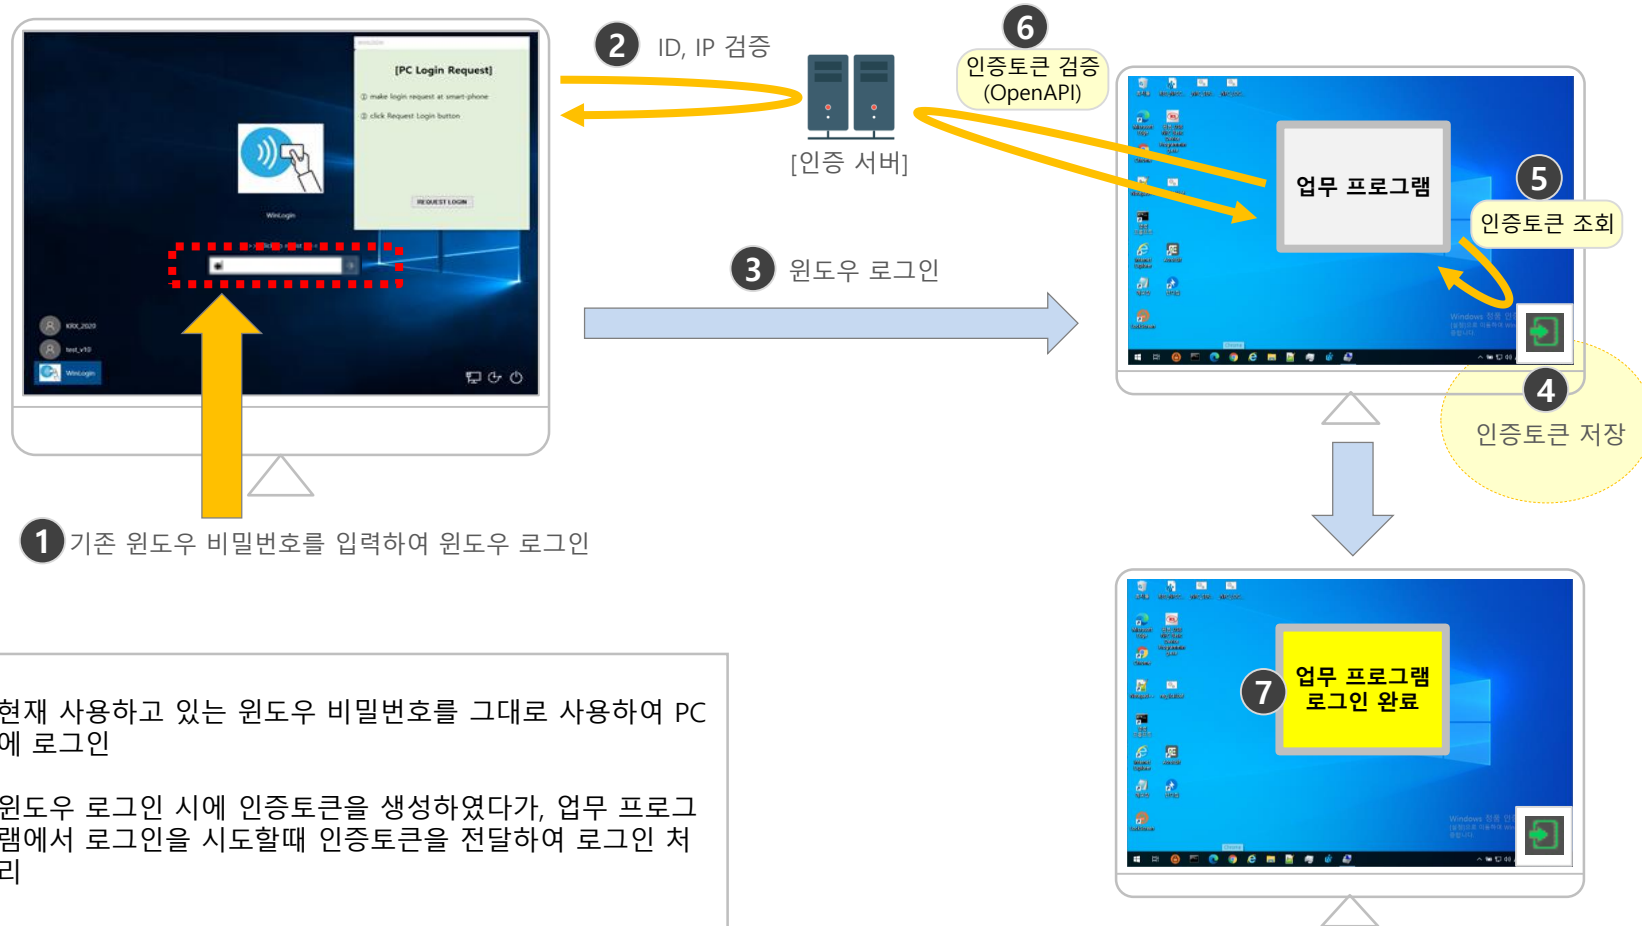 [PC Login Request]
① make login request at smart-phone
② click Request Login button
REQUEST LOGIN
WinLogin
KRX_2020
test_v10
WinLogin
1 기존 윈도우 비밀번호를 입력하여 윈도우 로그인
2 ID, IP 검증
[인증 서버]
3 윈도우 로그인
6
인증토큰 검증
(OpenAPI)
업무 프로그램
5
인증토큰 조회
4
인증토큰 저장
7
업무 프로그램
로그인 완료
현재 사용하고 있는 윈도우 비밀번호를 그대로 사용하여 PC
에 로그인
윈도우 로그인 시에 인증토큰을 생성하였다가, 업무 프로그
램에서 로그인을 시도할때 인증토큰을 전달하여 로그인 처
리